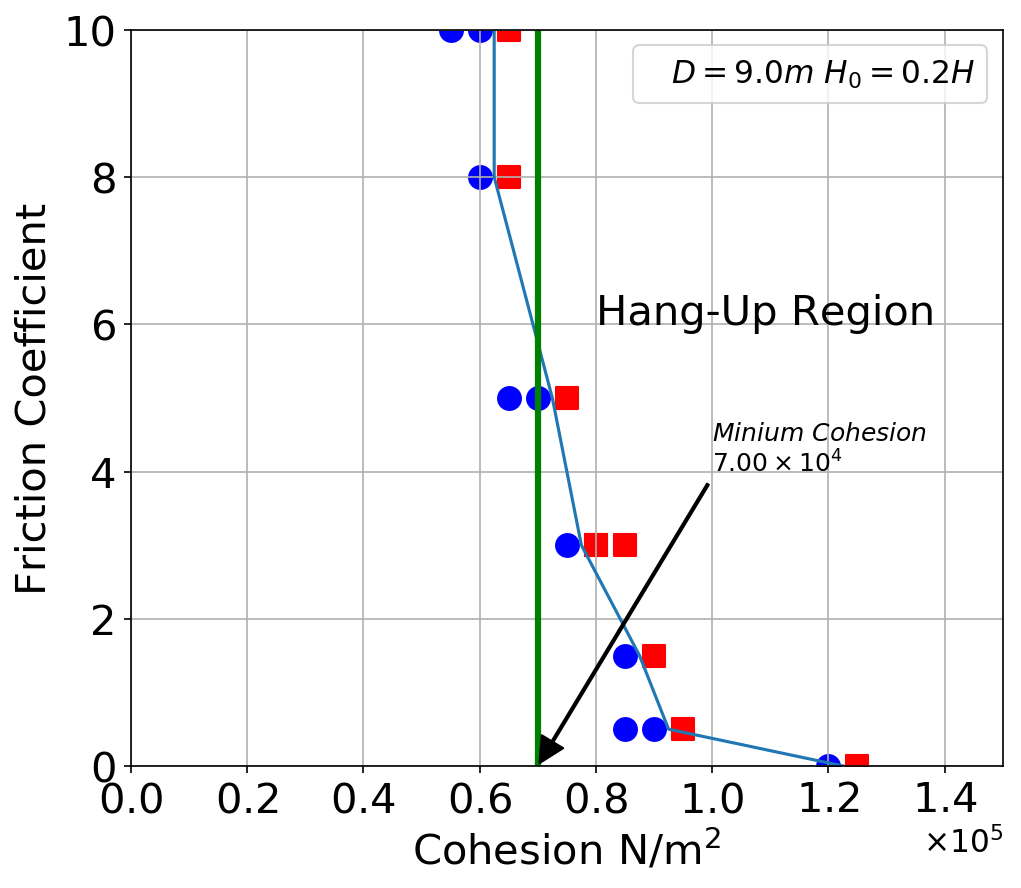 10
8
6
4
2
0
Friction Coefficient
D = 9.0m H₀ = 0.2H
Hang-Up Region
Minium Cohesion
7.00 × 10⁴
0.0 0.2 0.4 0.6 0.8 1.0 1.2 1.4
×10⁵
Cohesion N/m²